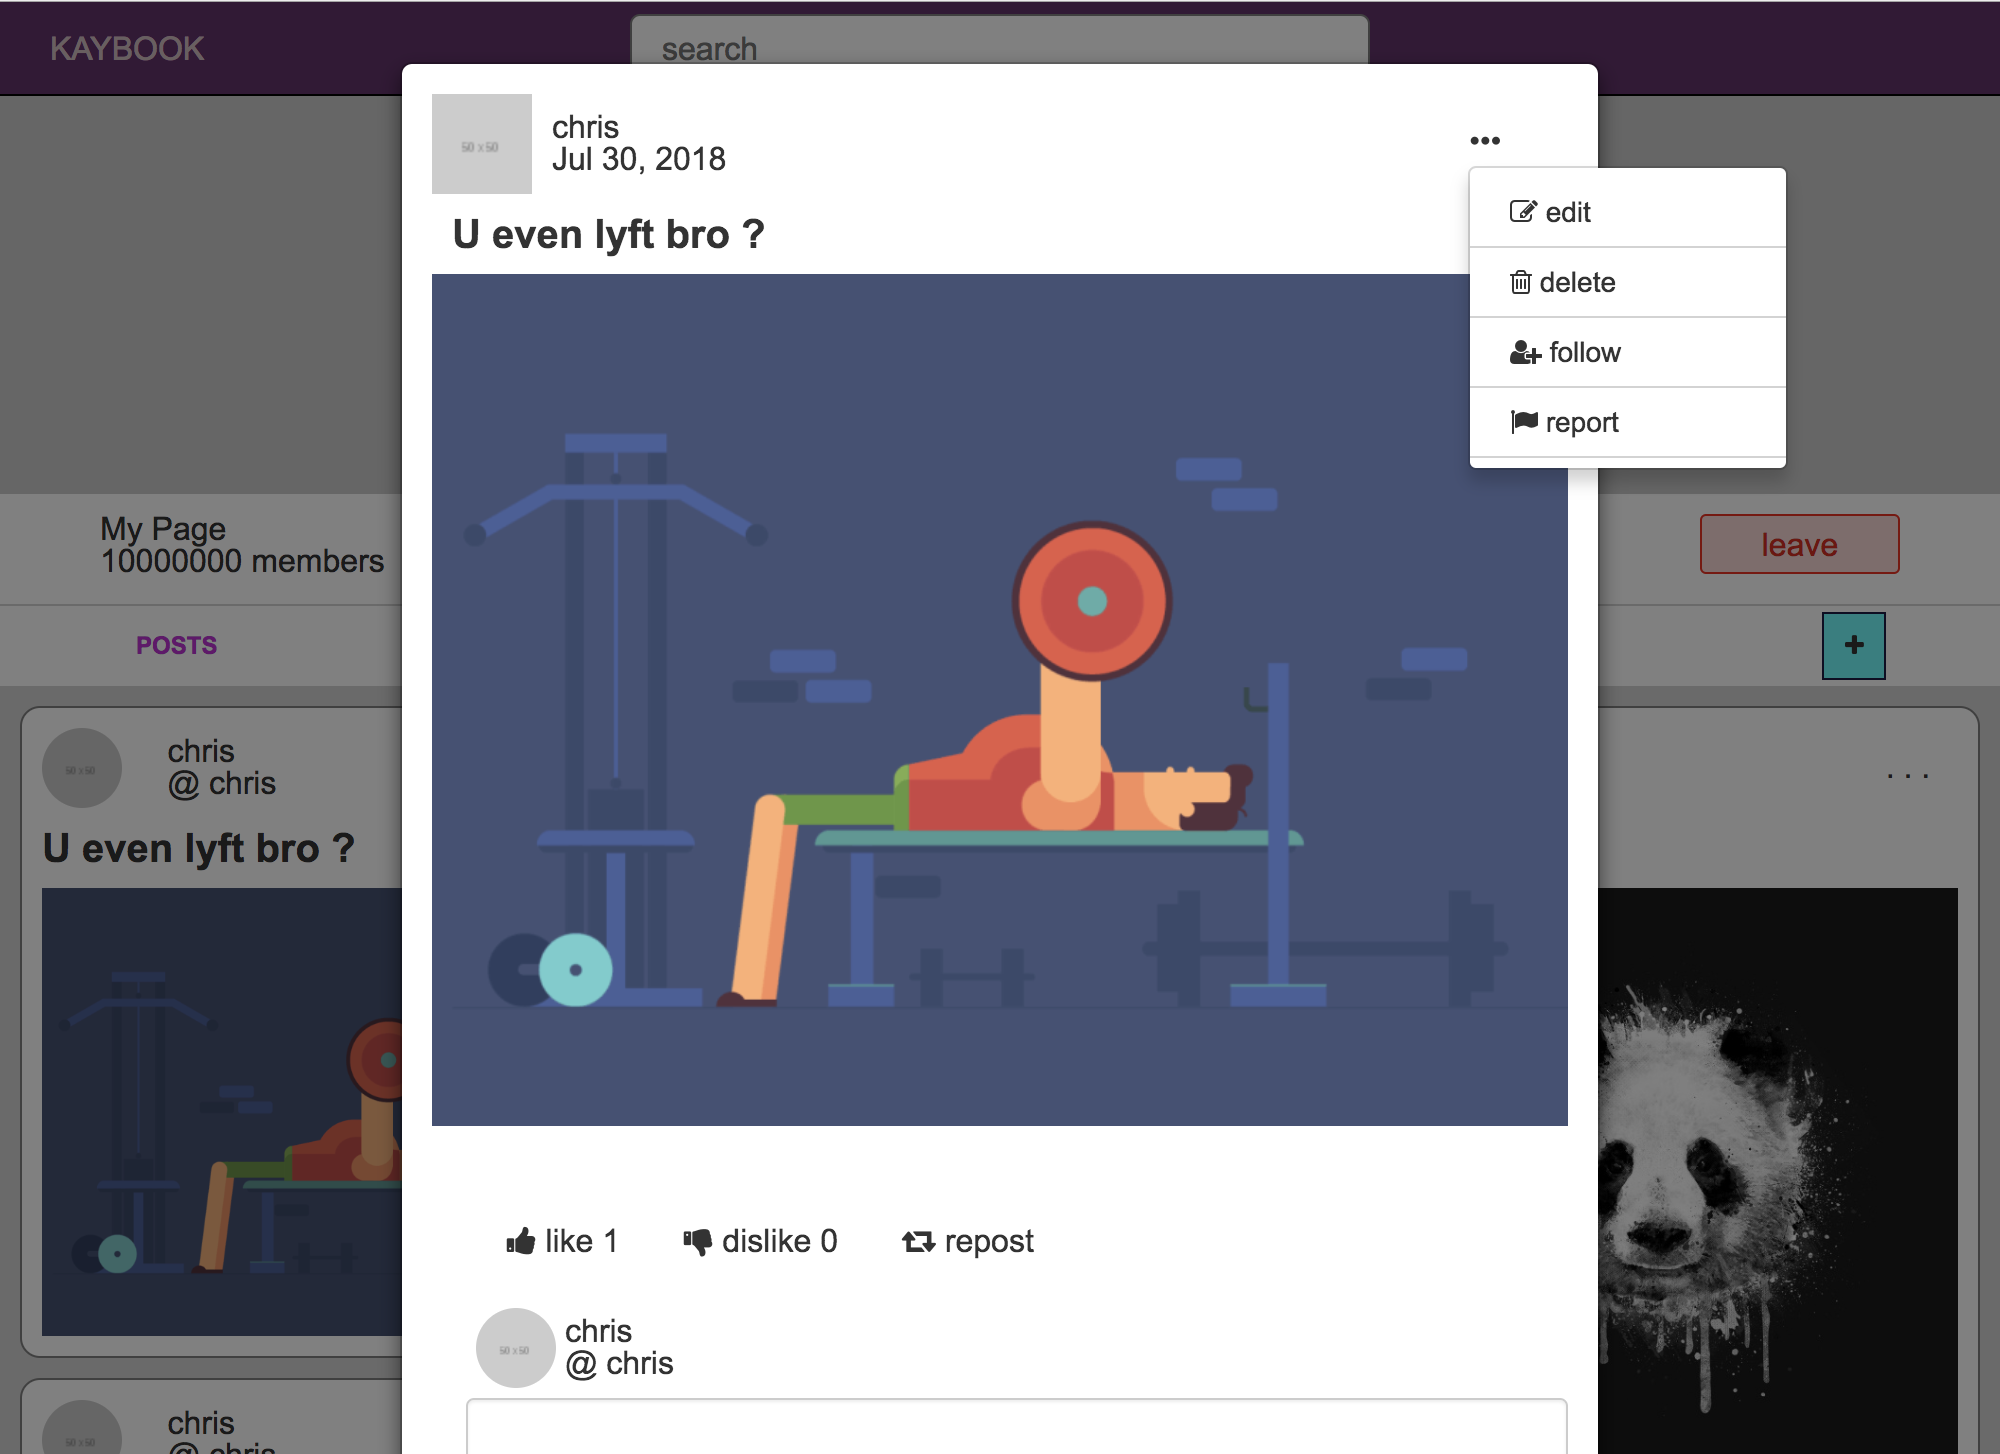 KAYBOOK
search
50 x 50
chris
Jul 30, 2018
•••
U even lyft bro ?
edit
delete
follow
report
My Page
10000000 members
leave
POSTS
+
50 x 50
chris
@ chris
. . .
U even lyft bro ?
like 1
dislike 0
repost
50 x 50
chris
@ chris
50 x 50
chris
@ chris